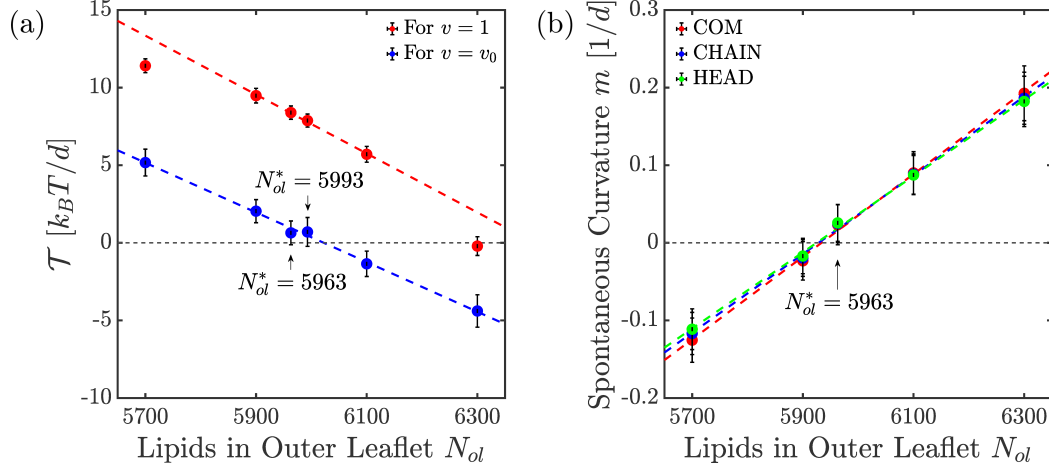 (a)
𝒯 [k_BT/d]
15
10
5
0
-5
-10
For v = 1
For v = v_0
N*_ol = 5993
N*_ol = 5963
5700 5900 6100 6300
Lipids in Outer Leaflet N_ol
(b)
Spontaneous Curvature m [1/d]
0.3
0.2
0.1
0
-0.1
-0.2
COM
CHAIN
HEAD
N*_ol = 5963
5700 5900 6100 6300
Lipids in Outer Leaflet N_ol